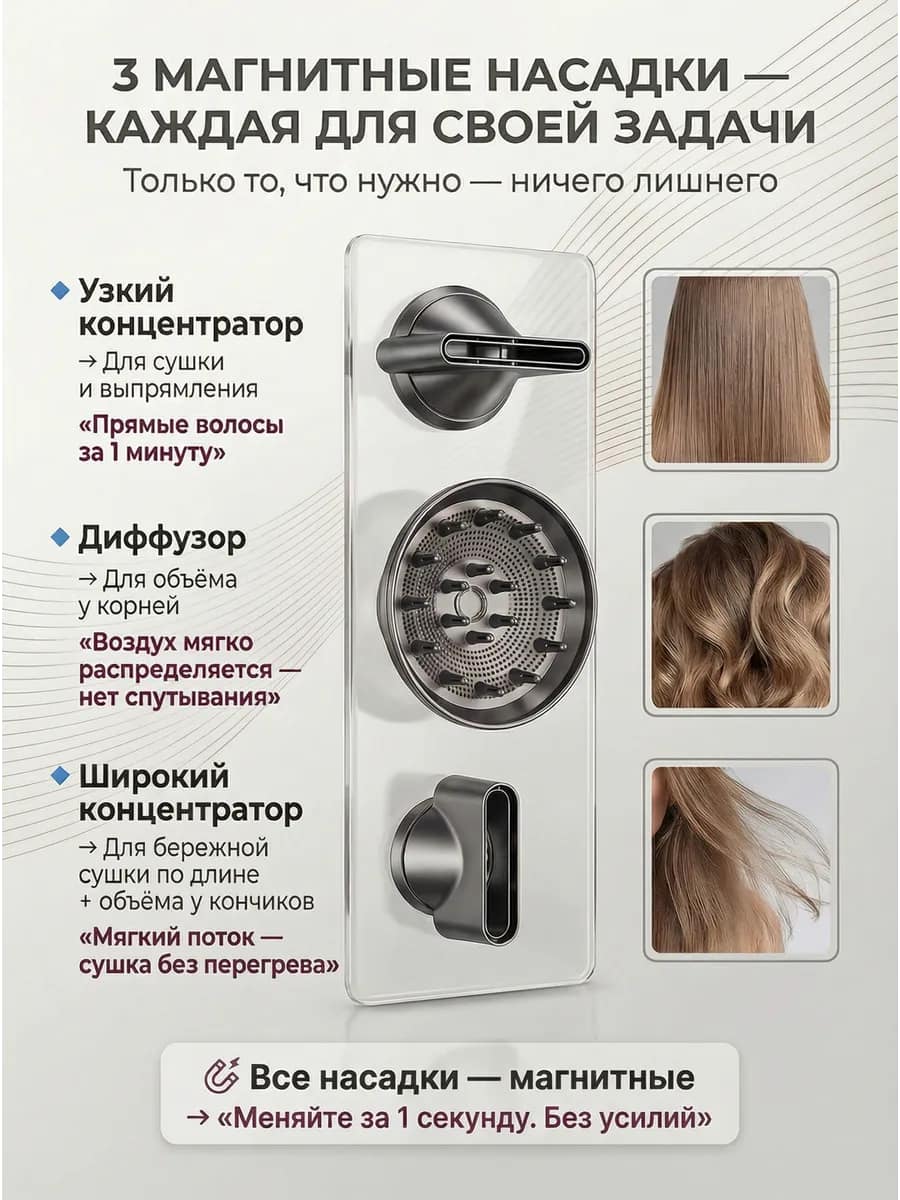 3 МАГНИТНЫЕ НАСАДКИ —
КАЖДАЯ ДЛЯ СВОЕЙ ЗАДАЧИ
Только то, что нужно — ничего лишнего
Узкий
концентратор
→ Для сушки
и выпрямления
«Прямые волосы
за 1 минуту»
Диффузор
→ Для объёма
у корней
«Воздух мягко
распределяется —
нет спутывания»
Широкий
концентратор
→ Для бережной
сушки по длине
+ объёма у кончиков
«Мягкий поток —
сушка без перегрева»
Все насадки — магнитные
→ «Меняйте за 1 секунду. Без усилий»